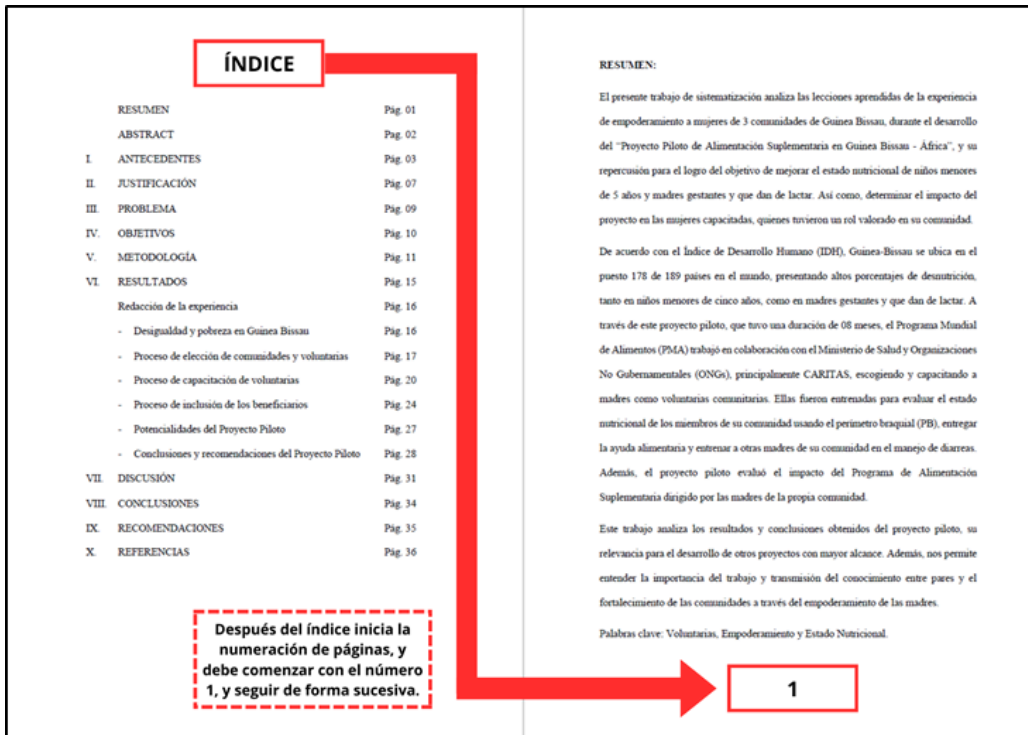 ÍNDICE
RESUMEN Pág. 01
ABSTRACT Pag. 02
I. ANTECEDENTES Pág. 03
II. JUSTIFICACIÓN Pág. 07
III. PROBLEMA Pág. 09
IV. OBJETIVOS Pág. 10
V. METODOLOGÍA Pág. 11
VI. RESULTADOS Pág. 15
Redacción de la experiencia Pág. 16
- Desigualdad y pobreza en Guinea Bissau Pág. 16
- Proceso de elección de comunidades y voluntarias Pág. 17
- Proceso de capacitación de voluntarias Pág. 20
- Proceso de inclusión de los beneficiarios Pág. 24
- Potencialidades del Proyecto Piloto Pág. 27
- Conclusiones y recomendaciones del Proyecto Piloto Pág. 28
VII. DISCUSIÓN Pág. 31
VIII. CONCLUSIONES Pág. 34
IX. RECOMENDACIONES Pág. 35
X. REFERENCIAS Pág. 36
Después del índice inicia la
numeración de páginas, y
debe comenzar con el número
1, y seguir de forma sucesiva.
RESUMEN:
El presente trabajo de sistematización analiza las lecciones aprendidas de la experiencia
de empoderamiento a mujeres de 3 comunidades de Guinea Bissau, durante el desarrollo
del “Proyecto Piloto de Alimentación Suplementaria en Guinea Bissau - África”, y su
repercusión para el logro del objetivo de mejorar el estado nutricional de niños menores
de 5 años y madres gestantes y que dan de lactar. Así como, determinar el impacto del
proyecto en las mujeres capacitadas, quienes tuvieron un rol valorado en su comunidad.
De acuerdo con el Índice de Desarrollo Humano (IDH), Guinea-Bissau se ubica en el
puesto 178 de 189 países en el mundo, presentando altos porcentajes de desnutrición,
tanto en niños menores de cinco años, como en madres gestantes y que dan de lactar. A
través de este proyecto piloto, que tuvo una duración de 08 meses, el Programa Mundial
de Alimentos (PMA) trabajó en colaboración con el Ministerio de Salud y Organizaciones
No Gubernamentales (ONGs), principalmente CARITAS, escogiendo y capacitando a
madres como voluntarias comunitarias. Ellas fueron entrenadas para evaluar el estado
nutricional de los miembros de su comunidad usando el perímetro braquial (PB), entregar
la ayuda alimentaria y entrenar a otras madres de su comunidad en el manejo de diarreas.
Además, el proyecto piloto evaluó el impacto del Programa de Alimentación
Suplementaria dirigido por las madres de la propia comunidad.
Este trabajo analiza los resultados y conclusiones obtenidos del proyecto piloto, su
relevancia para el desarrollo de otros proyectos con mayor alcance. Además, nos permite
entender la importancia del trabajo y transmisión del conocimiento entre pares y el
fortalecimiento de las comunidades a través del empoderamiento de las madres.
Palabras clave: Voluntarias, Empoderamiento y Estado Nutricional.
1